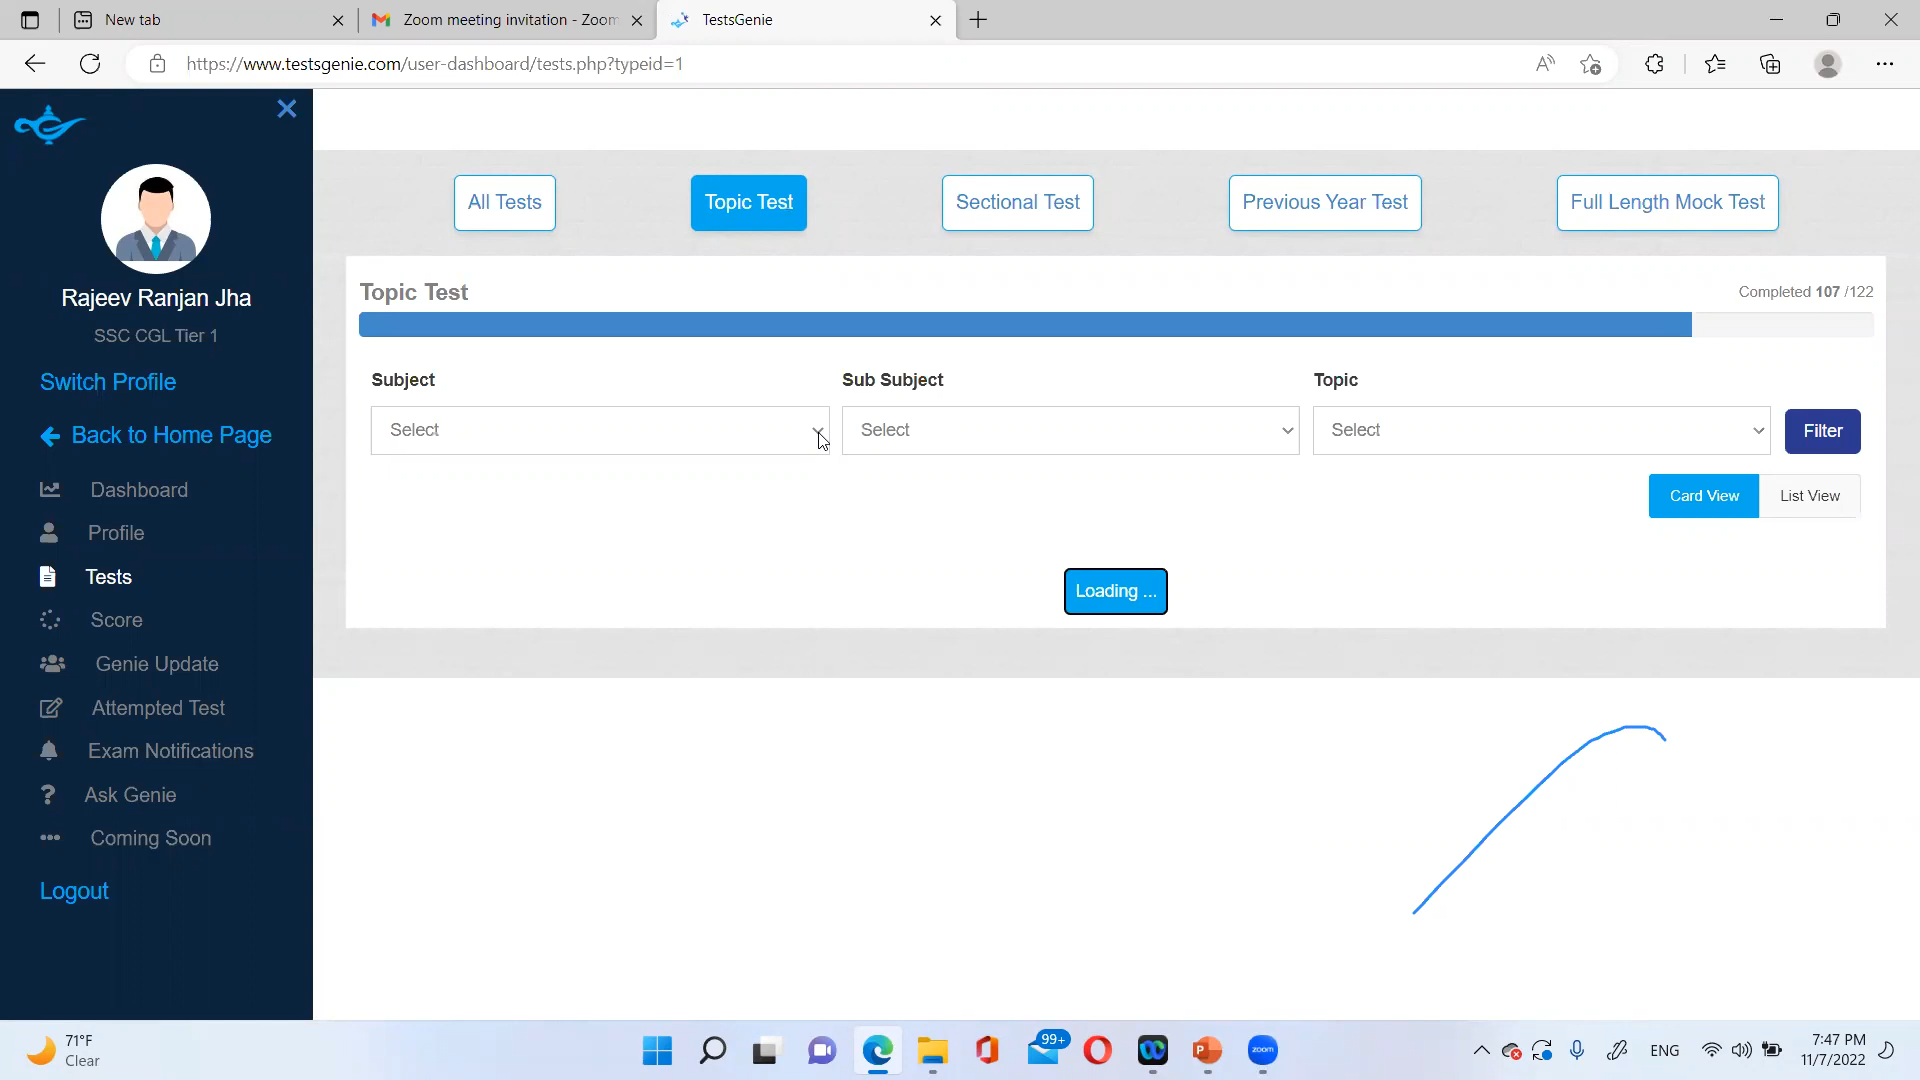 New tab
Zoom meeting invitation - Zoom
TestsGenie
https://www.testsgenie.com/user-dashboard/tests.php?typeid=1
Rajeev Ranjan Jha
SSC CGL Tier 1
Switch Profile
Back to Home Page
Dashboard
Profile
Tests
Score
Genie Update
Attempted Test
Exam Notifications
Ask Genie
Coming Soon
Logout
All Tests
Topic Test
Sectional Test
Previous Year Test
Full Length Mock Test
Topic Test
Completed 107 /122
Subject
Sub Subject
Topic
Select
Select
Select
Filter
Card View
List View
Loading ...
71°F
Clear
99+
zoom
ENG
7:47 PM
11/7/2022